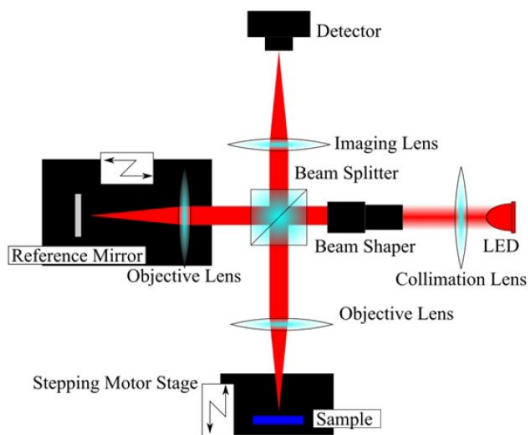 Detector
Imaging Lens
Beam Splitter
Reference Mirror
Objective Lens
Beam Shaper
LED
Collimation Lens
Objective Lens
Stepping Motor Stage
Sample